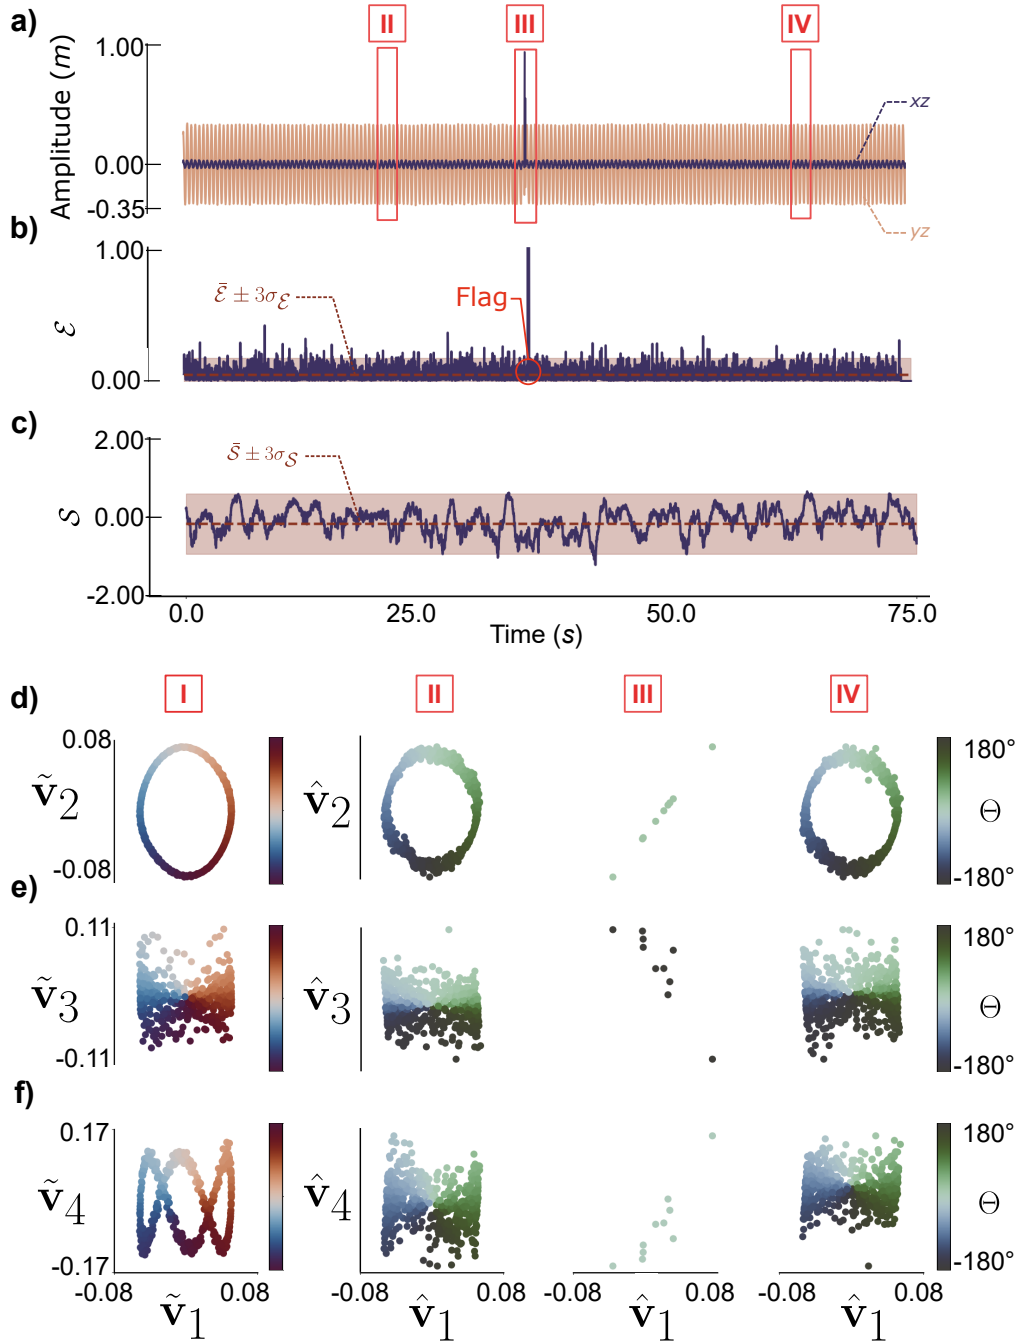 a)
II
III
IV
1.00
0.00
-0.35
Amplitude (m)
xz
yz
b)
1.00
0.00
ℰ
ℰ̄ ± 3σ_ℰ
Flag
c)
2.00
0.00
-2.00
𝒮
𝒮̄ ± 3σ_𝒮
0.0
25.0
50.0
75.0
Time (s)
d)
I
II
III
IV
0.08
-0.08
ṽ₂
v̂₂
180°
Θ
-180°
e)
0.11
-0.11
ṽ₃
v̂₃
180°
Θ
-180°
f)
0.17
-0.17
ṽ₄
v̂₄
180°
Θ
-180°
-0.08 0.08
-0.08 0.08
-0.08 0.08
ṽ₁
v̂₁
v̂₁
v̂₁